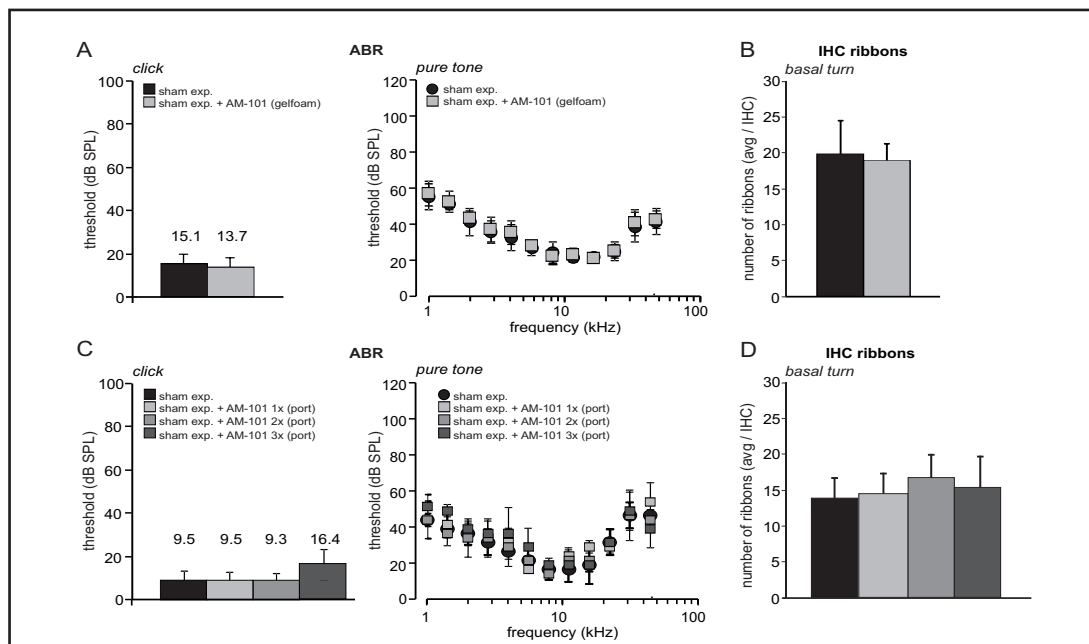 A
ABR
click
sham exp.
sham exp. + AM-101 (gelfoam)
threshold (dB SPL)
100
80
60
40
20
0
15.1 13.7
pure tone
sham exp.
sham exp. + AM-101 (gelfoam)
threshold (dB SPL)
120
100
80
60
40
20
0
1 10 100
frequency (kHz)
B
IHC ribbons
basal turn
number of ribbons (avg / IHC)
30
25
20
15
10
5
0
C
ABR
click
sham exp.
sham exp. + AM-101 1x (port)
sham exp. + AM-101 2x (port)
sham exp. + AM-101 3x (port)
threshold (dB SPL)
100
80
60
40
20
0
9.5 9.5 9.3 16.4
pure tone
sham exp.
sham exp. + AM-101 1x (port)
sham exp. + AM-101 2x (port)
sham exp. + AM-101 3x (port)
threshold (dB SPL)
120
100
80
60
40
20
0
1 10 100
frequency (kHz)
D
IHC ribbons
basal turn
number of ribbons (avg / IHC)
30
25
20
15
10
5
0